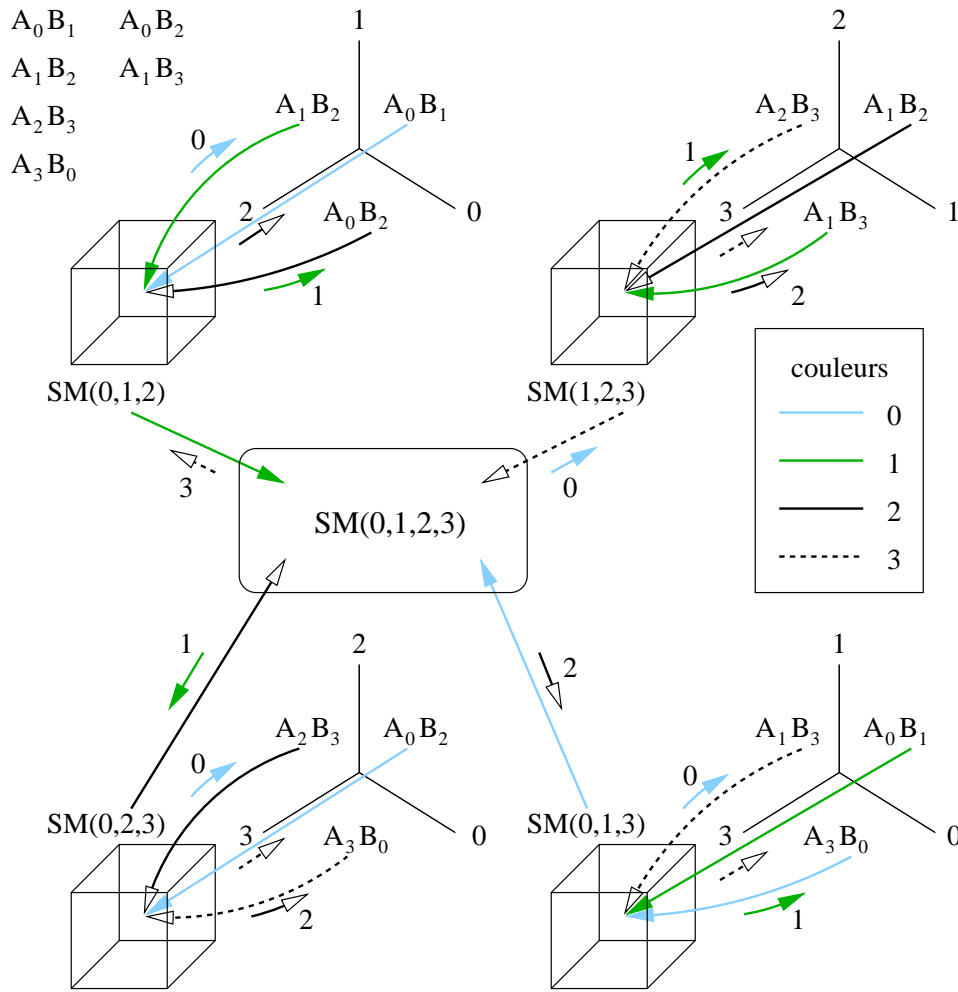 A₀B₁ A₀B₂
A₁B₂ A₁B₃
A₂B₃
A₃B₀
1
A₁B₂ A₀B₁
0
2
A₀B₂
0
1
SM(0,1,2)
2
A₂B₃ A₁B₂
1
3
A₁B₃
1
2
SM(1,2,3)
couleurs
0
1
2
3
3
0
SM(0,1,2,3)
1
2
2
A₂B₃ A₀B₂
0
SM(0,2,3)
3
A₃B₀
0
2
1
A₁B₃ A₀B₁
0
SM(0,1,3)
3
A₃B₀
0
1